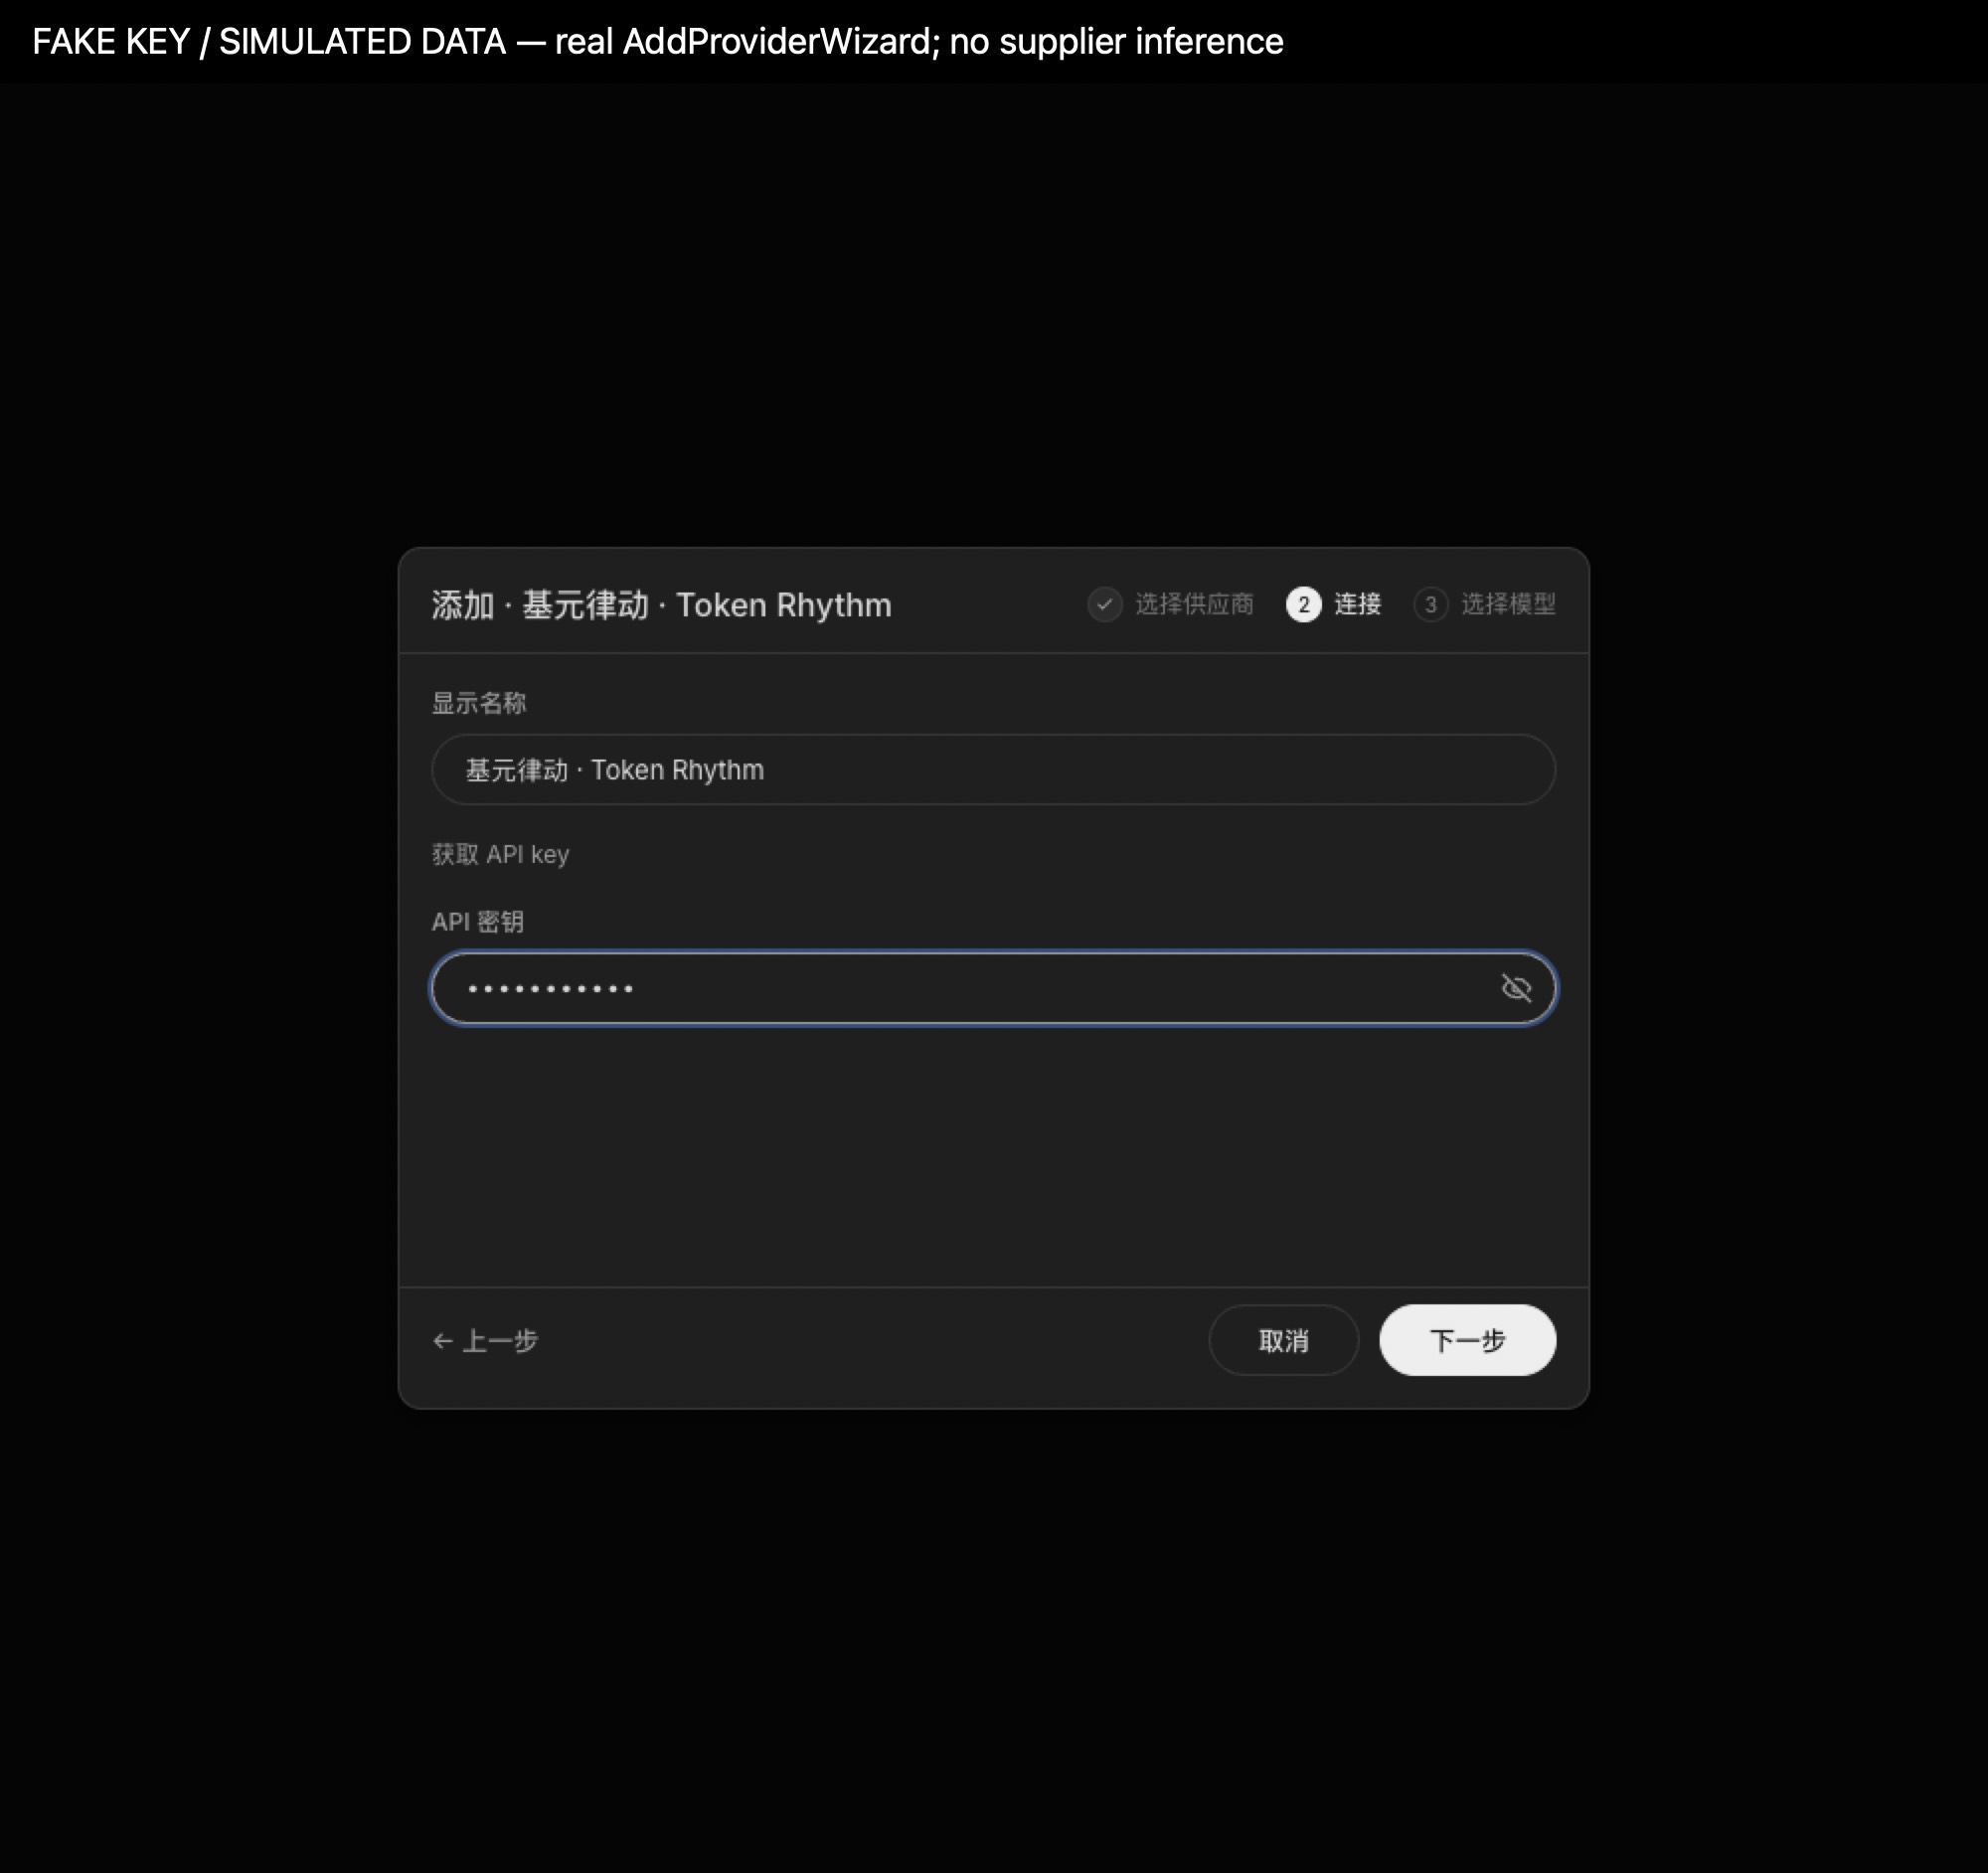 FAKE KEY / SIMULATED DATA — real AddProviderWizard; no supplier inference
添加 · 基元律动 · Token Rhythm
选择供应商 2 连接 3 选择模型
显示名称
基元律动 · Token Rhythm
获取 API key
API 密钥
•••••••••••
← 上一步 取消 下一步